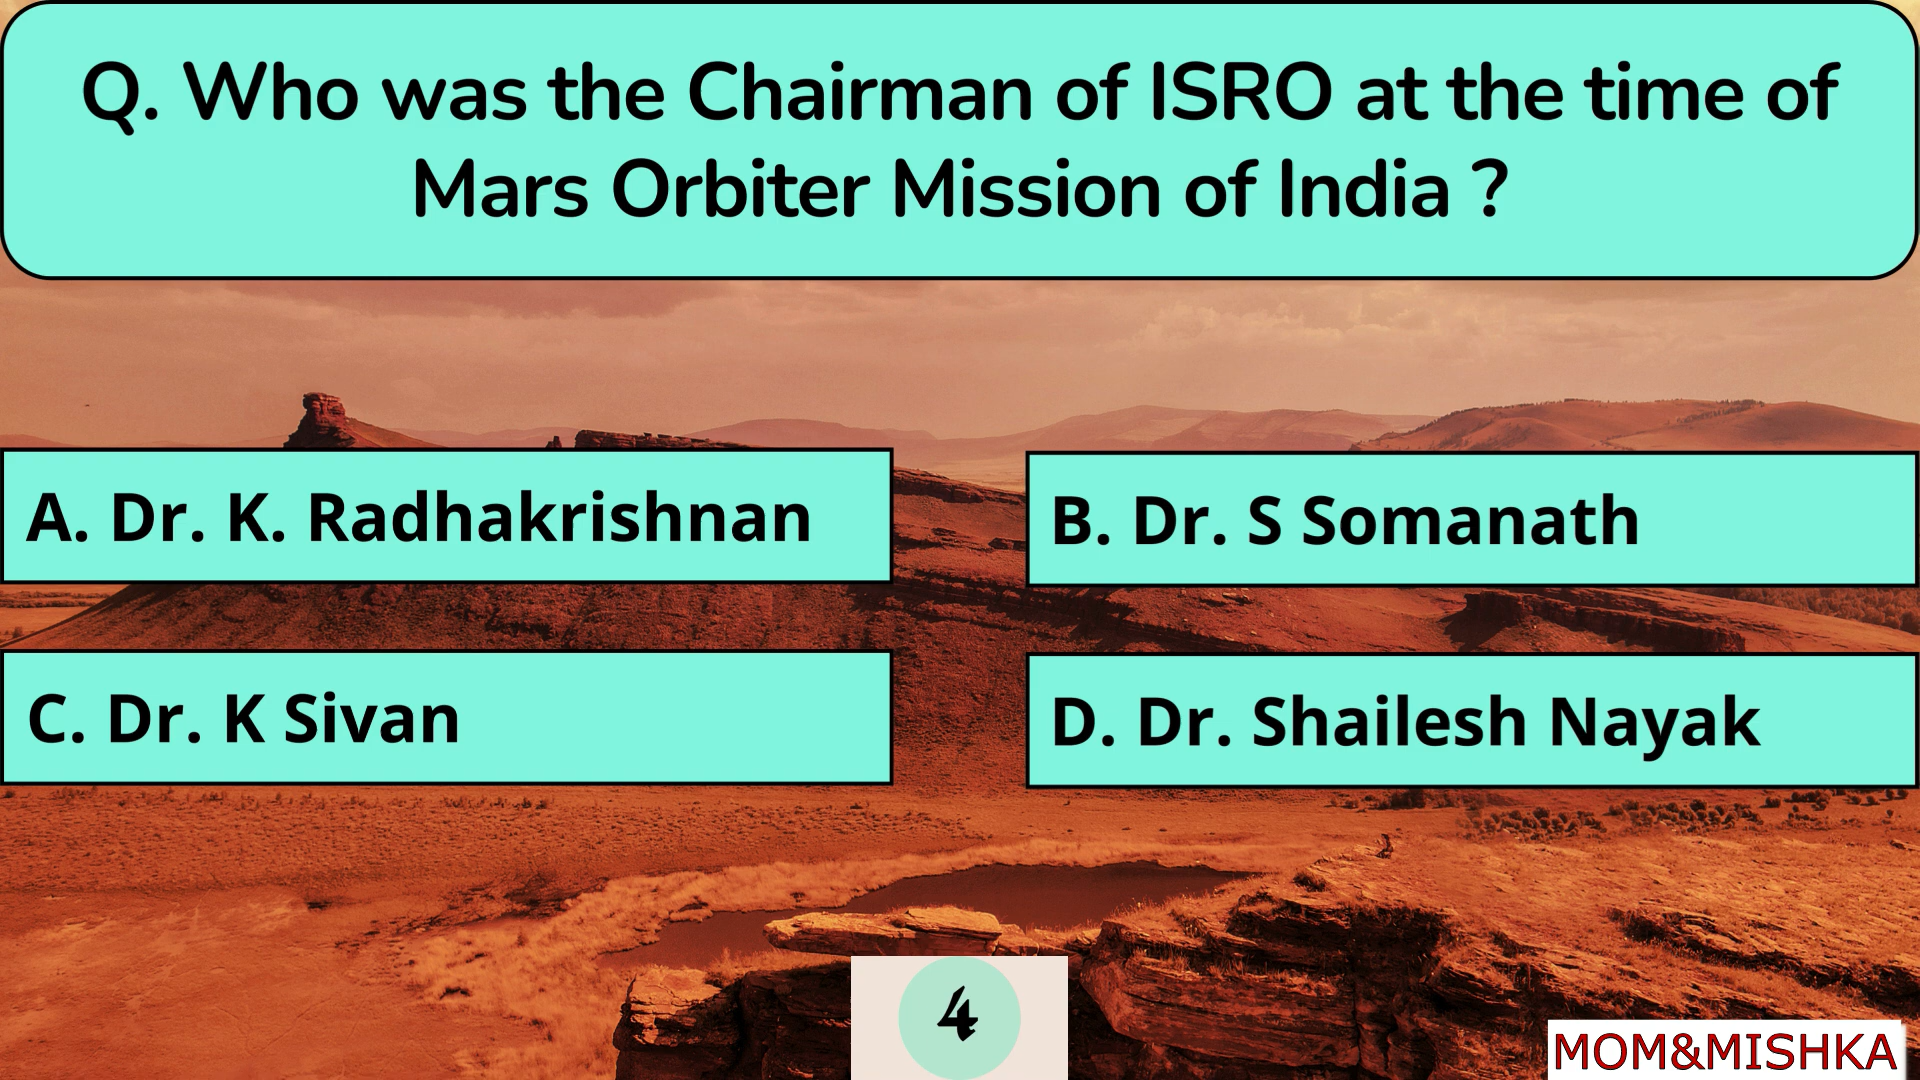 Q. Who was the Chairman of ISRO at the time of
Mars Orbiter Mission of India ?
A. Dr. K. Radhakrishnan
B. Dr. S Somanath
C. Dr. K Sivan
D. Dr. Shailesh Nayak
4
MOM&MISHKA